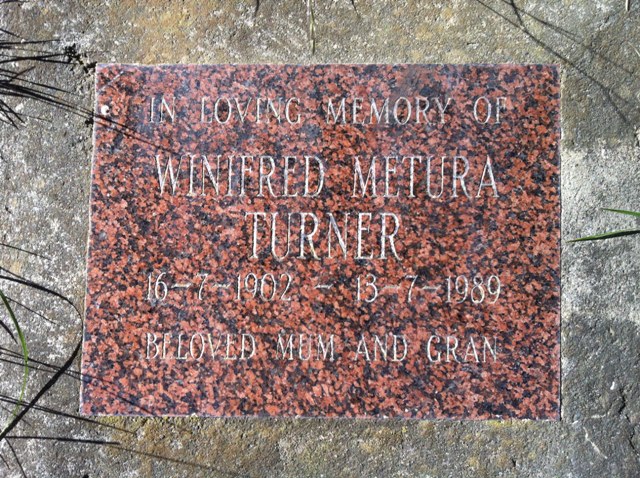 IN LOVING MEMORY OF
WINIFRED METURA
TURNER
16-7-1902 - 13-7-1989
BELOVED MUM AND GRAN